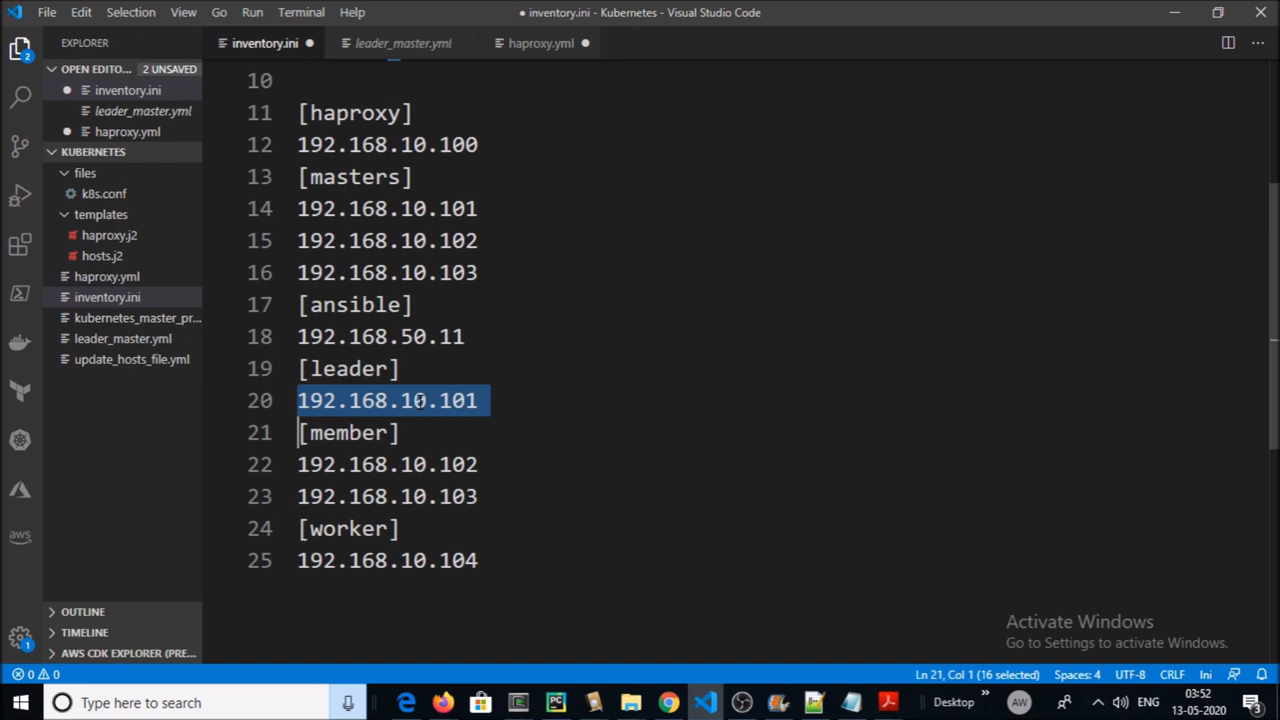 File Edit Selection View Go Run Terminal Help
● inventory.ini - Kubernetes - Visual Studio Code
EXPLORER
inventory.ini
leader_master.yml
haproxy.yml
OPEN EDITO... 2 UNSAVED
inventory.ini
leader_master.yml
haproxy.yml
KUBERNETES
files
k8s.conf
templates
haproxy.j2
hosts.j2
haproxy.yml
inventory.ini
kubernetes_master_pr...
leader_master.yml
update_hosts_file.yml
OUTLINE
TIMELINE
AWS CDK EXPLORER (PRE...
10
11 [haproxy]
12 192.168.10.100
13 [masters]
14 192.168.10.101
15 192.168.10.102
16 192.168.10.103
17 [ansible]
18 192.168.50.11
19 [leader]
20 192.168.10.101
21 [member]
22 192.168.10.102
23 192.168.10.103
24 [worker]
25 192.168.10.104
2
aws
1
Activate Windows
Go to Settings to activate Windows.
0 0
Ln 21, Col 1 (16 selected) Spaces: 4 UTF-8 CRLF Ini
Type here to search
PC
Desktop
AW
ENG
03:52
13-05-2020
3